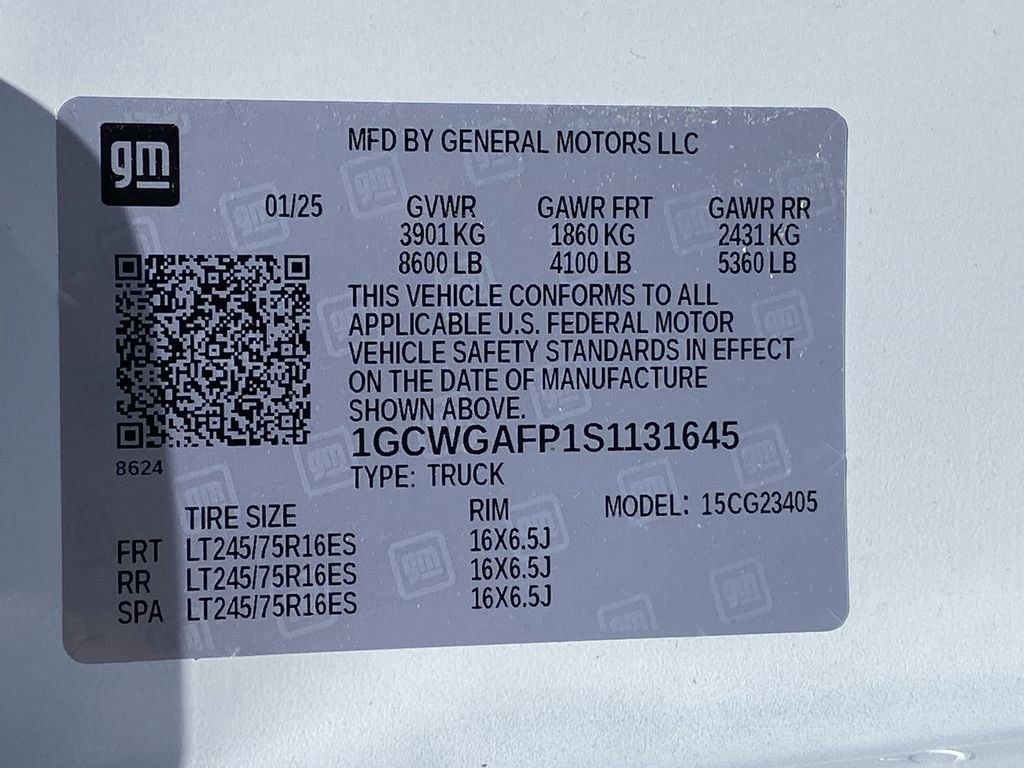 gm
MFD BY GENERAL MOTORS LLC
01/25 GVWR GAWR FRT GAWR RR
3901 KG 1860 KG 2431 KG
8600 LB 4100 LB 5360 LB
THIS VEHICLE CONFORMS TO ALL
APPLICABLE U.S. FEDERAL MOTOR
VEHICLE SAFETY STANDARDS IN EFFECT
ON THE DATE OF MANUFACTURE
SHOWN ABOVE.
1GCWGAFP1S1131645
8624
TYPE: TRUCK
TIRE SIZE RIM MODEL: 15CG23405
FRT LT245/75R16ES 16X6.5J
RR LT245/75R16ES 16X6.5J
SPA LT245/75R16ES 16X6.5J